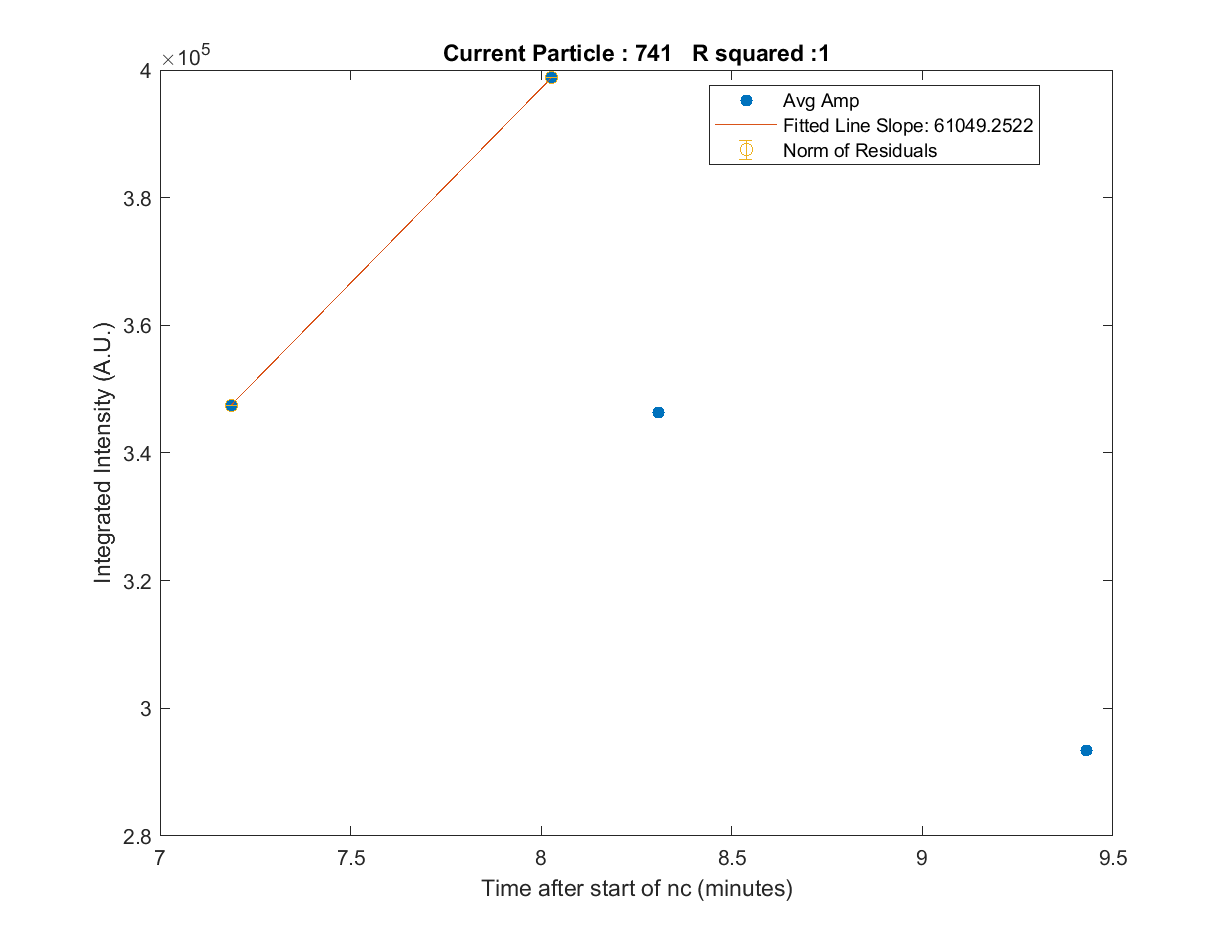 Current Particle : 741   R squared :1
×10^5
4
3.8
3.6
3.4
3.2
3
2.8
7
7.5
8
8.5
9
9.5
Integrated Intensity (A.U.)
Time after start of nc (minutes)
Avg Amp
Fitted Line Slope: 61049.2522
Norm of Residuals